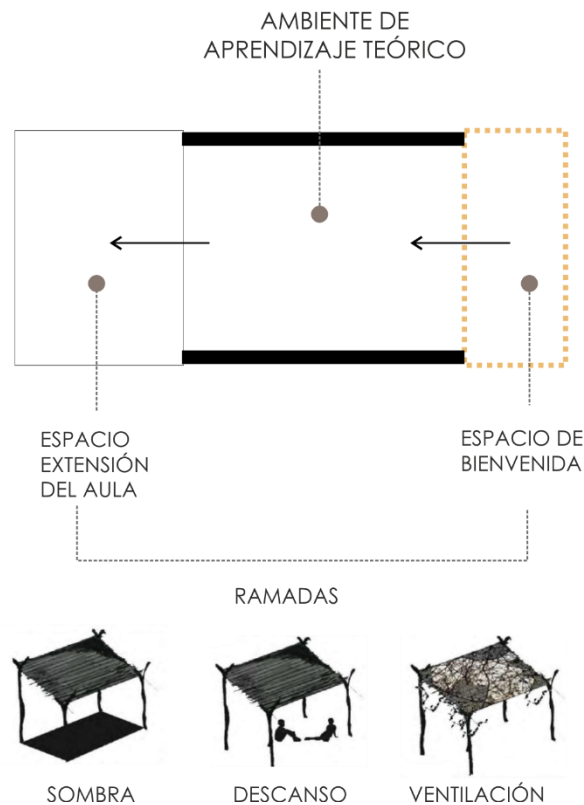 AMBIENTE DE
APRENDIZAJE TEÓRICO
ESPACIO
EXTENSIÓN
DEL AULA
ESPACIO DE
BIENVENIDA
RAMADAS
SOMBRA
DESCANSO
VENTILACIÓN